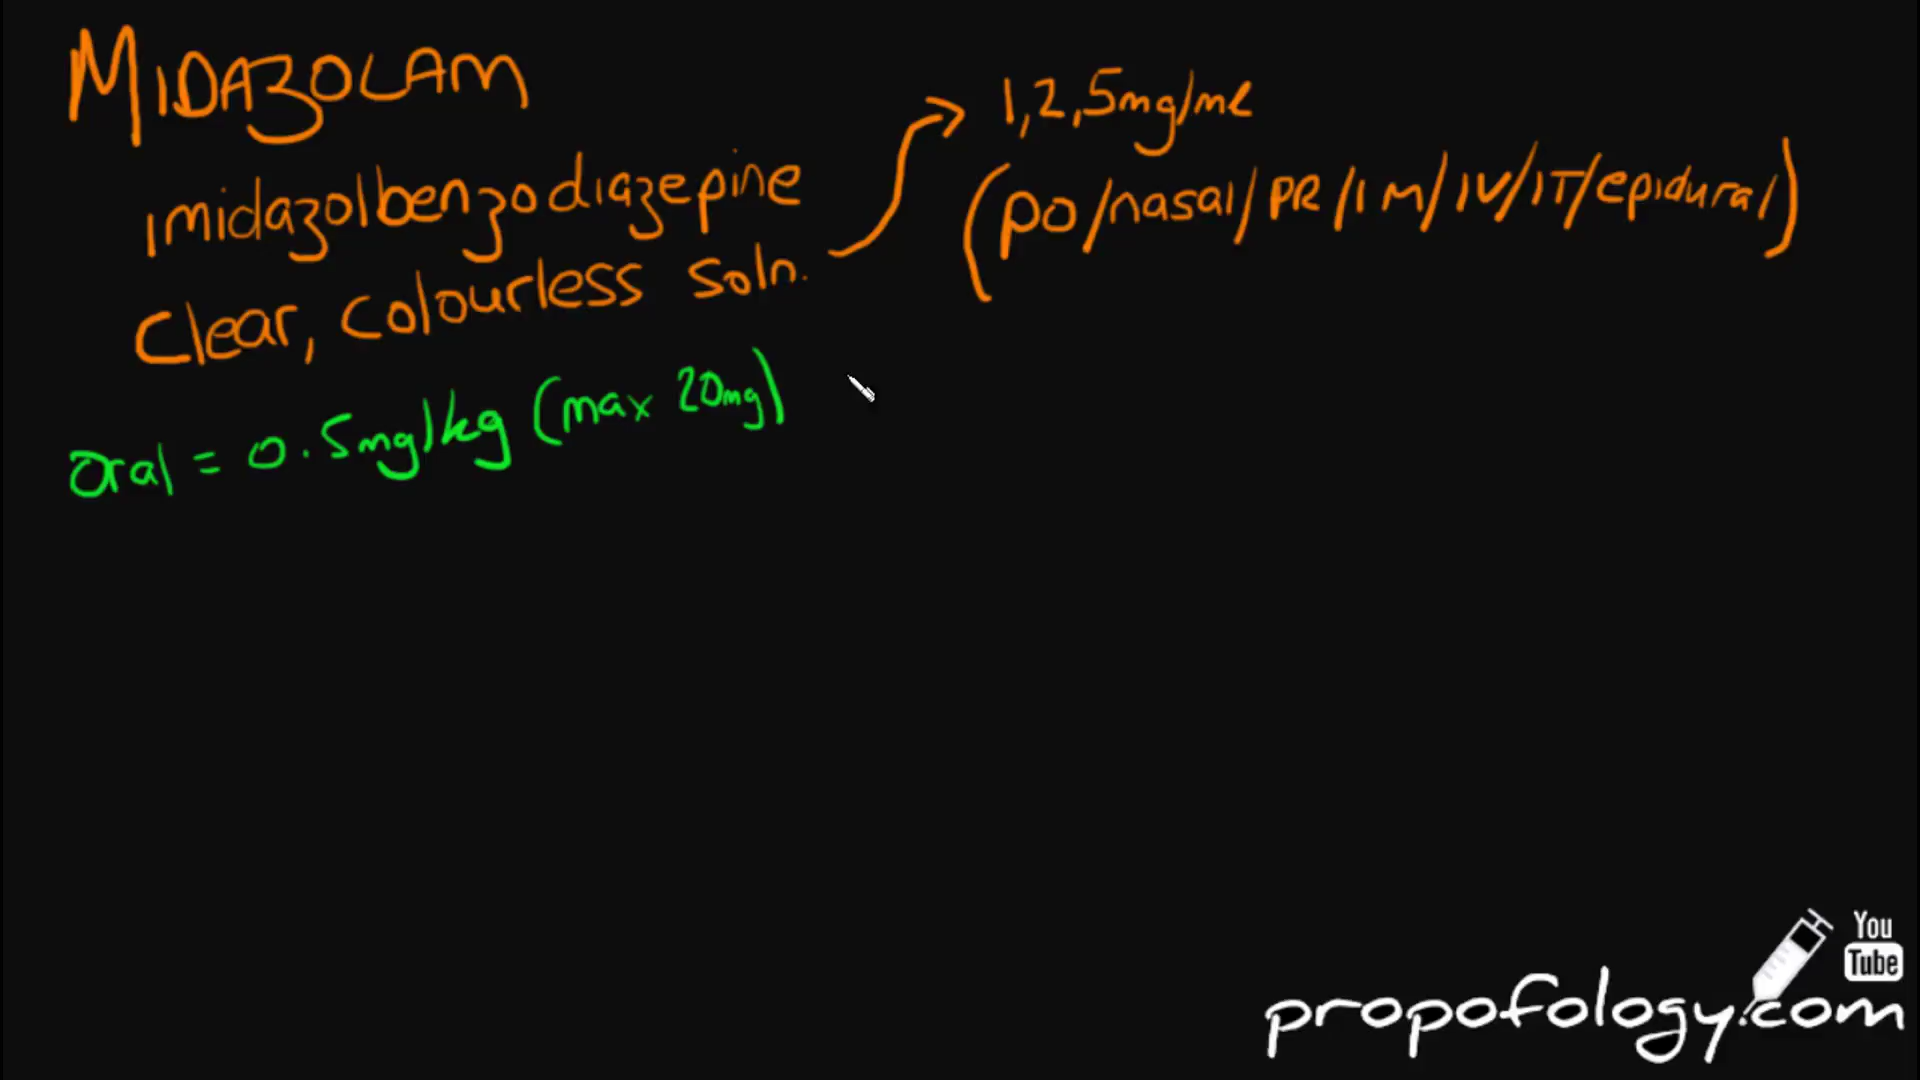 MIDAZOLAM
imidazolbenzodiazepine
Clear, colourless soln.
1,2,5mg/ml
(PO/nasal/PR/IM/IV/IT/epidural)
Oral = 0.5mg/kg (max 20mg)
You
Tube
propofology.com